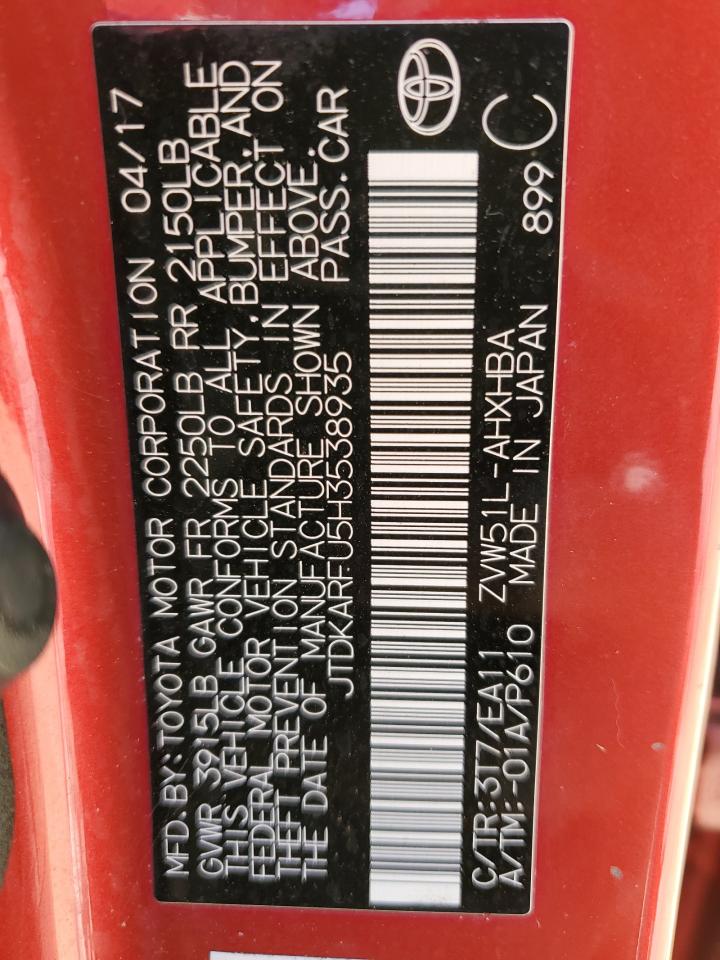 MFD. BY: TOYOTA MOTOR CORPORATION 04/17
GVWR 3915LB GAWR FR 2250LB RR 2150LB
THIS VEHICLE CONFORMS TO ALL APPLICABLE
FEDERAL MOTOR VEHICLE SAFETY, BUMPER, AND
THEFT PREVENTION STANDARDS IN EFFECT ON
THE DATE OF MANUFACTURE SHOWN ABOVE.
JTDKARFU5H3538935 PASS. CAR
C/TR: 3T7/EA11 ZVW51L-AHXHBA
A/TM: -01A/P610 MADE IN JAPAN 899 C